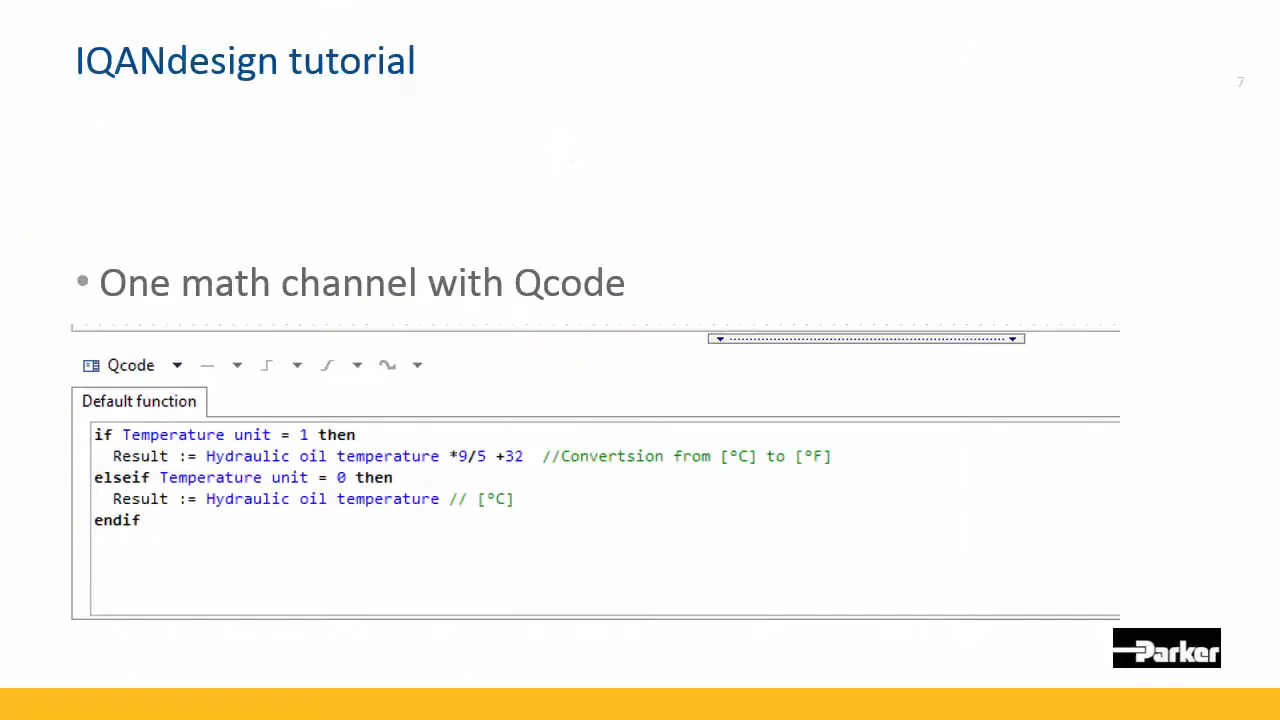 IQANdesign tutorial
7
• One math channel with Qcode
Qcode
Default function
if Temperature unit = 1 then
Result := Hydraulic oil temperature *9/5 +32 //Convertsion from [°C] to [°F]
elseif Temperature unit = 0 then
Result := Hydraulic oil temperature // [°C]
endif
Parker